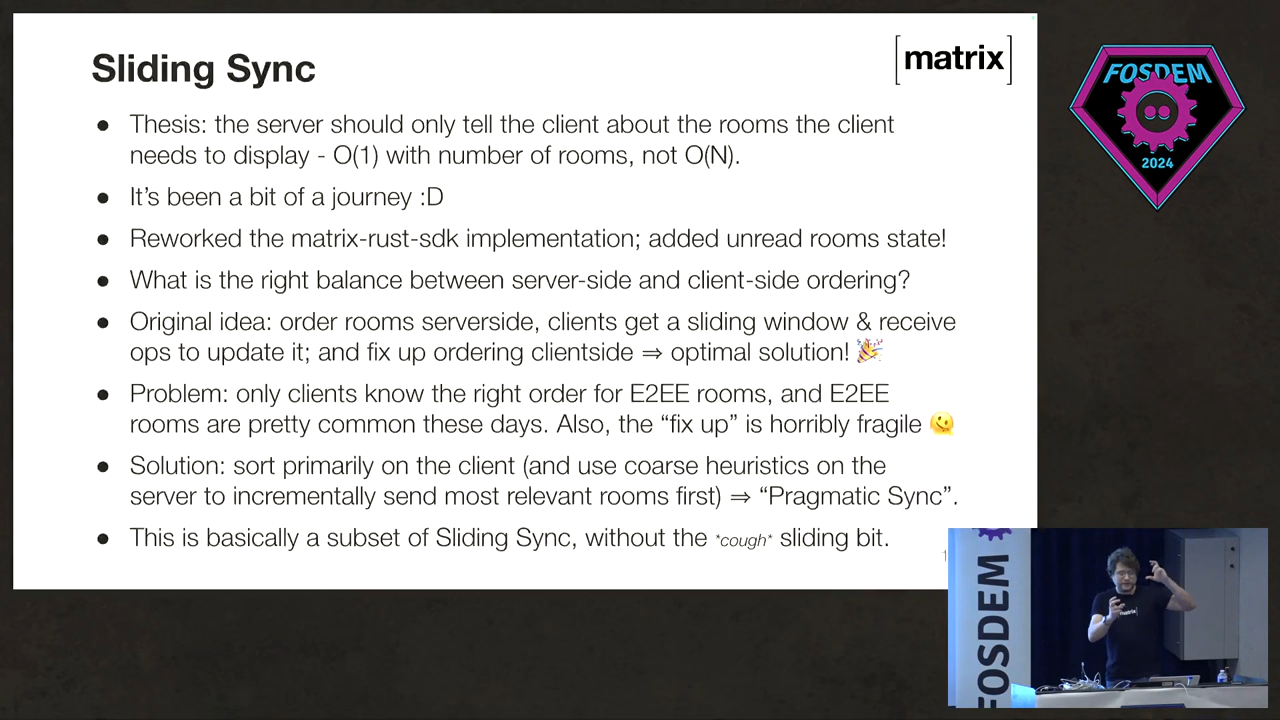 Sliding Sync
[matrix]
● Thesis: the server should only tell the client about the rooms the client
needs to display - O(1) with number of rooms, not O(N).
● It’s been a bit of a journey :D
● Reworked the matrix-rust-sdk implementation; added unread rooms state!
● What is the right balance between server-side and client-side ordering?
● Original idea: order rooms serverside, clients get a sliding window & receive
ops to update it; and fix up ordering clientside ⇒ optimal solution! 🎉
● Problem: only clients know the right order for E2EE rooms, and E2EE
rooms are pretty common these days. Also, the “fix up” is horribly fragile 🫠
● Solution: sort primarily on the client (and use coarse heuristics on the
server to incrementally send most relevant rooms first) ⇒ “Pragmatic Sync”.
● This is basically a subset of Sliding Sync, without the *cough* sliding bit.
FOSDEM
2024
FOSDEM
[matrix]